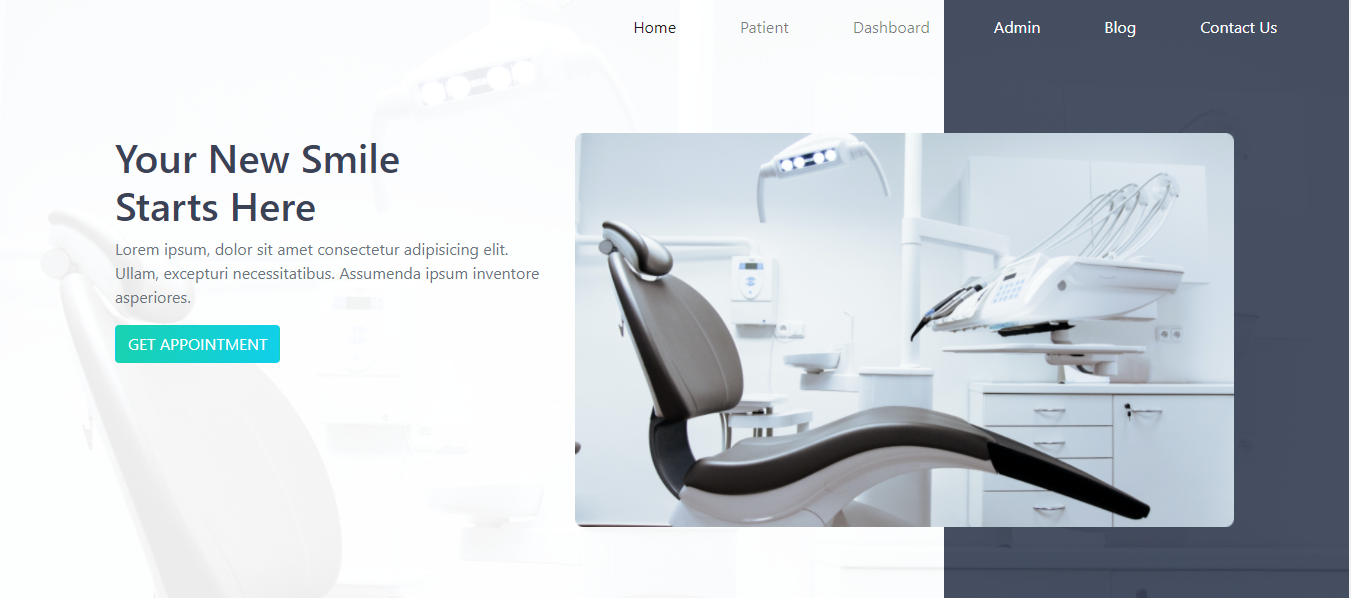 Home Patient Dashboard Admin Blog Contact Us
Your New Smile
Starts Here
Lorem ipsum, dolor sit amet consectetur adipisicing elit.
Ullam, excepturi necessitatibus. Assumenda ipsum inventore
asperiores.
GET APPOINTMENT